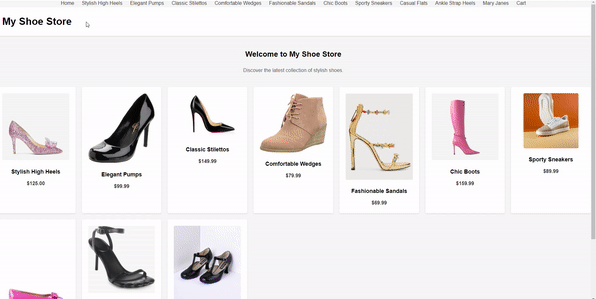 Home Stylish High Heels Elegant Pumps Classic Stilettos Comfortable Wedges Fashionable Sandals Chic Boots Sporty Sneakers Casual Flats Ankle Strap Heels Mary Janes Cart
My Shoe Store
Welcome to My Shoe Store
Discover the latest collection of stylish shoes
Stylish High Heels
$125.00
Elegant Pumps
$99.99
Classic Stilettos
$149.99
Comfortable Wedges
$79.99
Fashionable Sandals
$69.99
Chic Boots
$159.99
Sporty Sneakers
$89.99